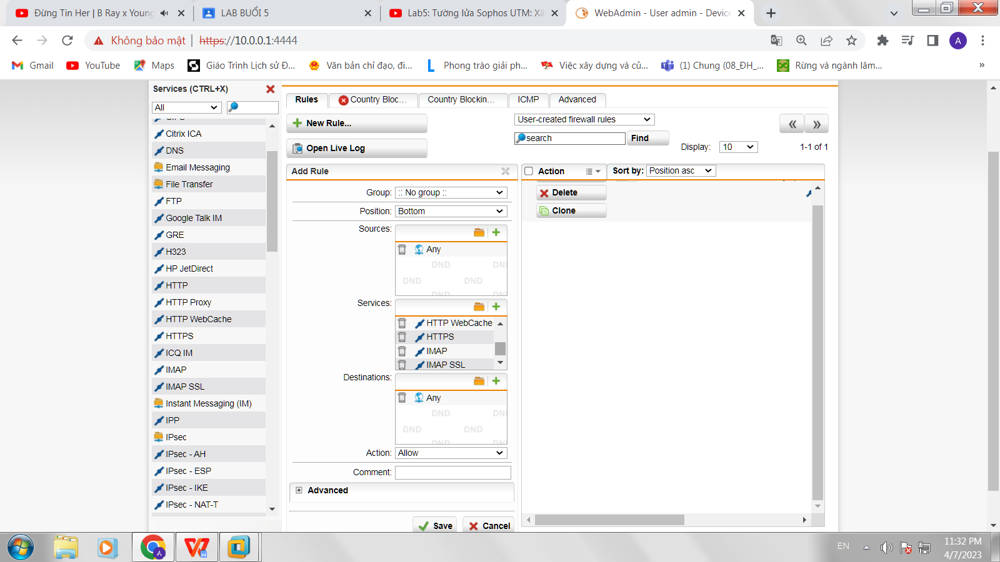 Đừng Tin Her | B Ray x Young
LAB BUỔI 5
Lab5: Tường lửa Sophos UTM: Xâ
WebAdmin - User admin - Device
Không bảo mật | https://10.0.0.1:4444
A
Gmail
YouTube
Maps
Giáo Trình Lịch sử Đ...
Văn bản chỉ đạo, đi...
Phong trào giải ph...
Việc xây dựng và củ...
(1) Chung (08_ĐH_...
Rừng và ngành lâm...
»
Services (CTRL+X)
All
Citrix ICA
DNS
Email Messaging
File Transfer
FTP
Google Talk IM
GRE
H323
HP JetDirect
HTTP
HTTP Proxy
HTTP WebCache
HTTPS
ICQ IM
IMAP
IMAP SSL
Instant Messaging (IM)
IPP
IPsec
IPsec - AH
IPsec - ESP
IPsec - IKE
IPsec - NAT-T
Rules
Country Bloc...
Country Blockin...
ICMP
Advanced
New Rule...
Open Live Log
User-created firewall rules
search
Find
Display: 10
1-1 of 1
Add Rule
Group: :: No group ::
Position: Bottom
Sources:
Any
DND DND
DND DND
DND DND
Services:
HTTP WebCache
HTTPS
IMAP
IMAP SSL
Destinations:
Any
DND DND
DND DND
DND DND
Action: Allow
Comment:
Advanced
Save
Cancel
Action
Sort by: Position asc
Delete
Clone
EN
11:32 PM
4/7/2023